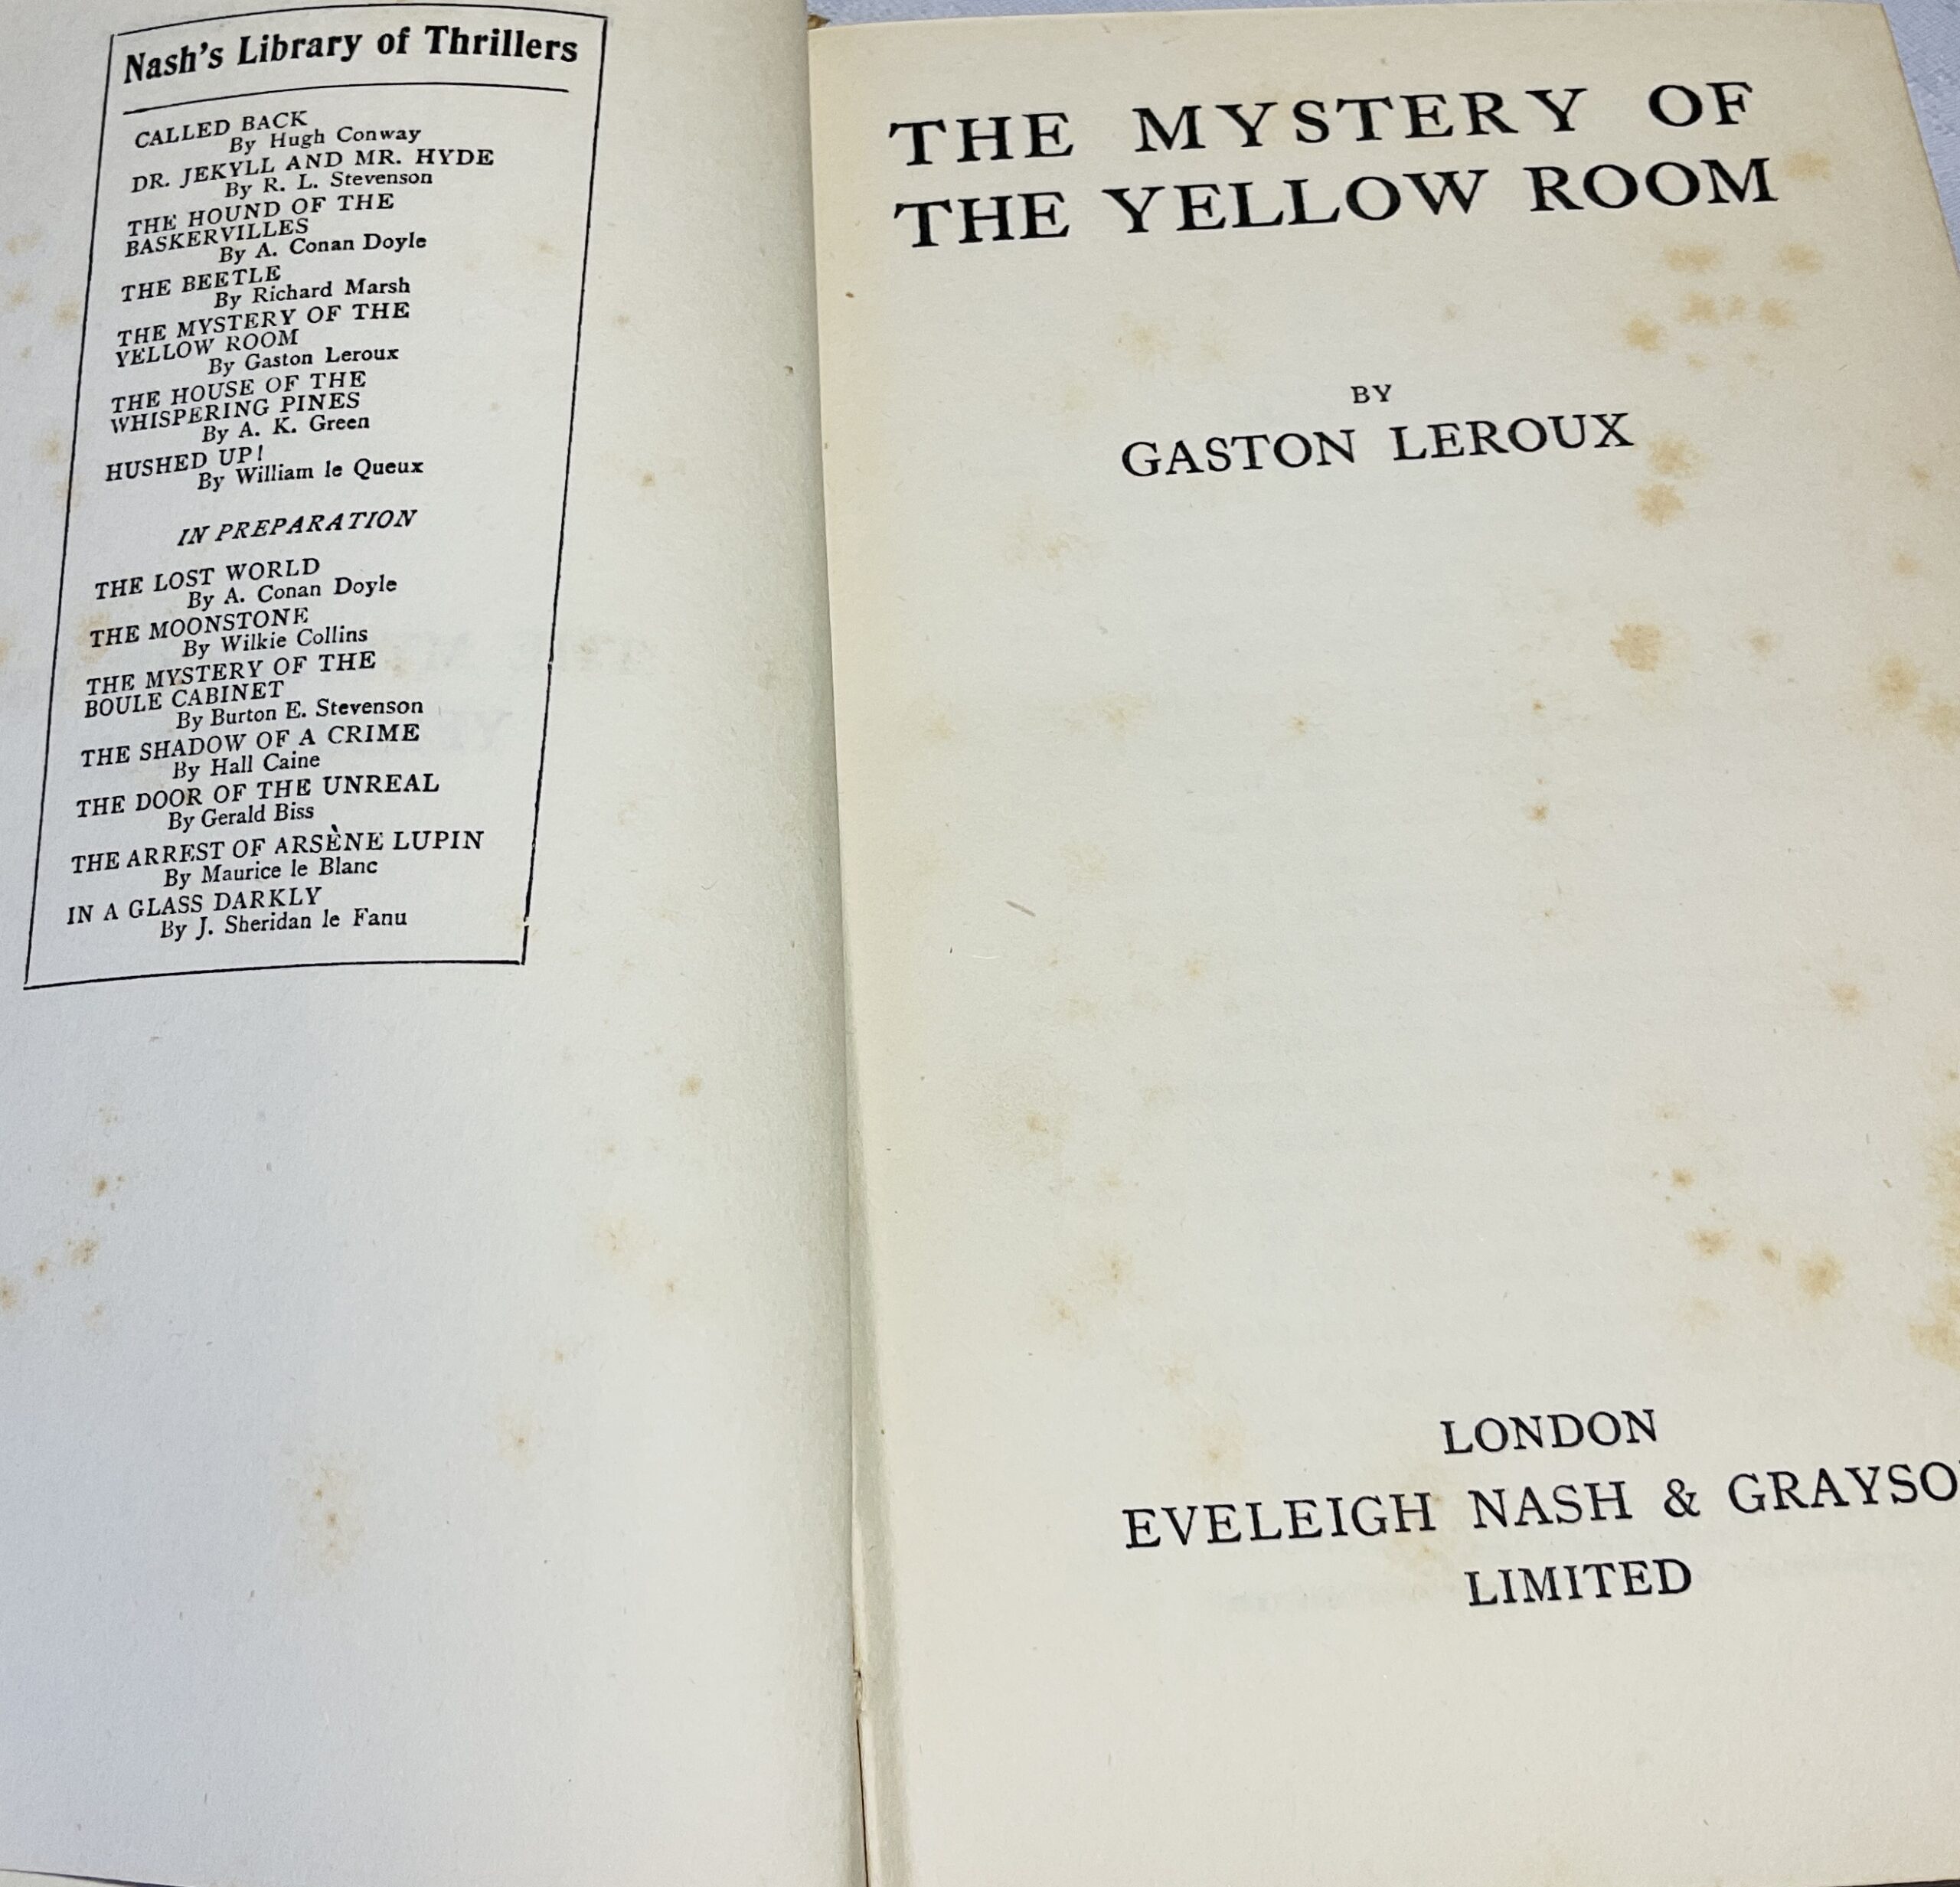 Nash's Library of Thrillers
CALLED BACK
By Hugh Conway
DR. JEKYLL AND MR. HYDE
By R. L. Stevenson
THE HOUND OF THE
BASKERVILLES
By A. Conan Doyle
THE BEETLE
By Richard Marsh
THE MYSTERY OF THE
YELLOW ROOM
By Gaston Leroux
THE HOUSE OF THE
WHISPERING PINES
By A. K. Green
HUSHED UP!
By William le Queux
IN PREPARATION
THE LOST WORLD
By A. Conan Doyle
THE MOONSTONE
By Wilkie Collins
THE MYSTERY OF THE
BOULE CABINET
By Burton E. Stevenson
THE SHADOW OF A CRIME
By Hall Caine
THE DOOR OF THE UNREAL
By Gerald Biss
THE ARREST OF ARSÈNE LUPIN
By Maurice le Blanc
IN A GLASS DARKLY
By J. Sheridan le Fanu
THE MYSTERY OF
THE YELLOW ROOM
BY
GASTON LEROUX
LONDON
EVELEIGH NASH & GRAYSO
LIMITED